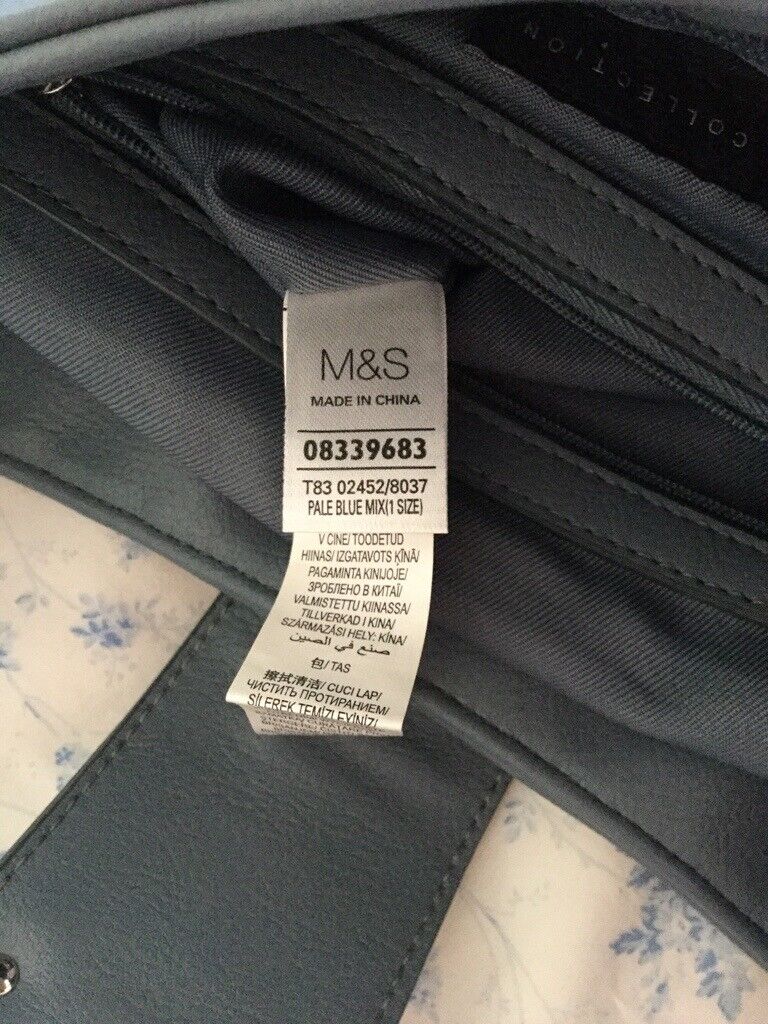 COLLECTION
M&S
MADE IN CHINA
08339683
T83 02452/8037
PALE BLUE MIX(1 SIZE)
V CINE/ TOODETUD
HIINAS/ IZGATAVOTS ĶĪNĀ/
PAGAMINTA KINIJOJE/
ЗРОБЛЕНО В КИТАЇ/
VALMISTETTU KIINASSA/
TILLVERKAD I KINA/
SZÁRMAZÁSI HELY: KÍNA/
صنع في الصين
包/ TAS
擦拭清洁/ CUCI LAP/
ЧИСТИТЬ ПРОТИРАНИЕМ/
SİLEREK TEMİZLEYİNİZ/